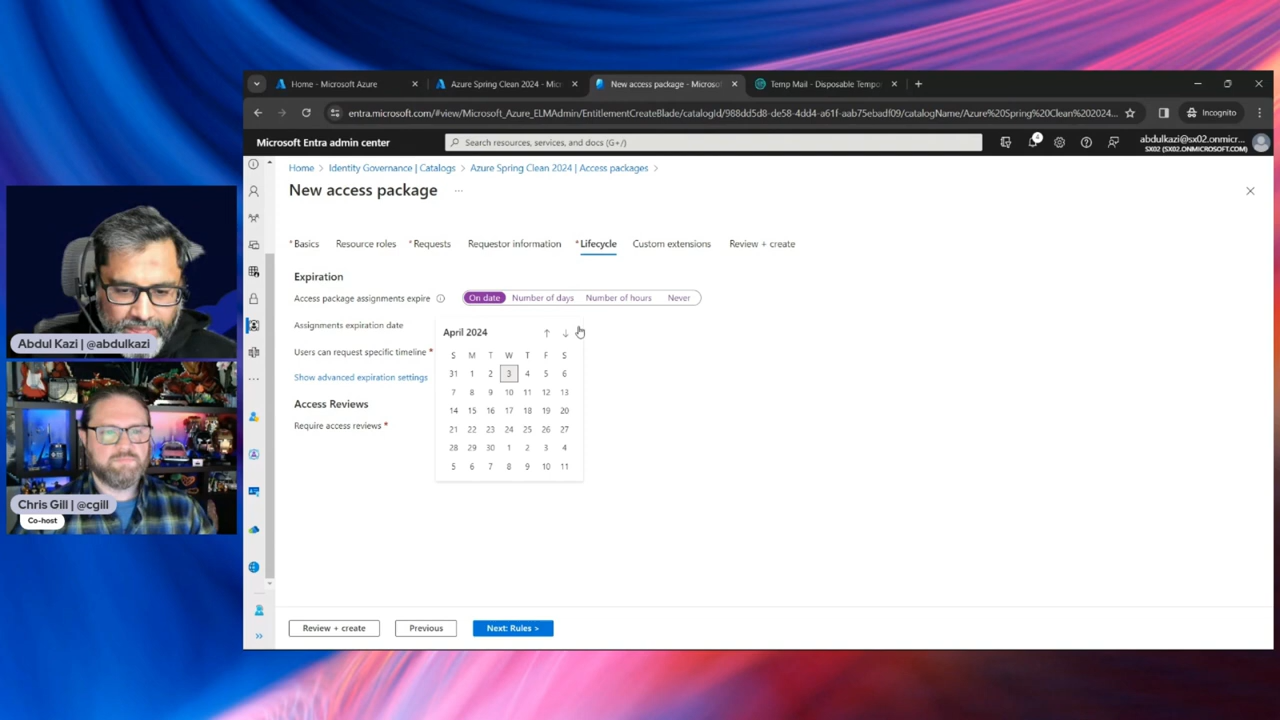 Home - Microsoft Azure
Azure Spring Clean 2024 - Mic
New access package - Microsof
Temp Mail - Disposable Tempo
entra.microsoft.com/#view/Microsoft_Azure_ELMAdmin/EntitlementCreateBlade/catalogId/988dd5d8-de58-4dd4-a61f-aab75ebadf09/catalogName/Azure%20Spring%20Clean%202024...
Incognito
Microsoft Entra admin center
Search resources, services, and docs (G+/)
abdulkazi@sx02.onmicr...
SX02 (SX02.ONMICROSOFT.COM)
Home > Identity Governance | Catalogs > Azure Spring Clean 2024 | Access packages >
New access package ...
* Basics Resource roles * Requests Requestor information * Lifecycle Custom extensions Review + create
Expiration
Access package assignments expire On date Number of days Number of hours Never
Assignments expiration date
Users can request specific timeline *
Show advanced expiration settings
Access Reviews
Require access reviews *
April 2024 ↑ ↓
S M T W T F S
31 1 2 3 4 5 6
7 8 9 10 11 12 13
14 15 16 17 18 19 20
21 22 23 24 25 26 27
28 29 30 1 2 3 4
5 6 7 8 9 10 11
Review + create Previous Next: Rules >
Abdul Kazi | @abdulkazi
Chris Gill | @cgill
Co-host